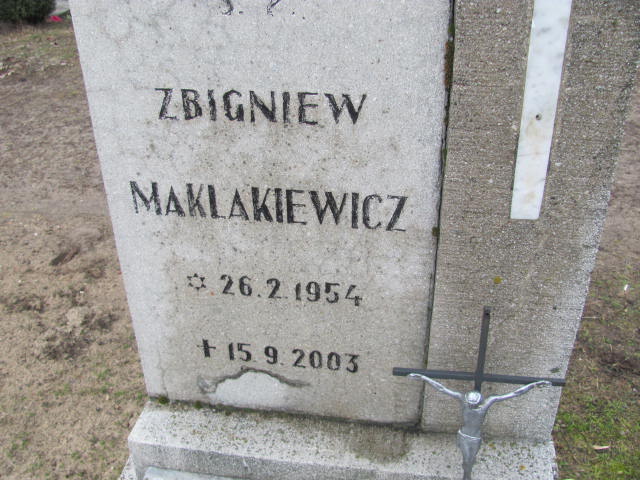 ZBIGNIEW
MAKLAKIEWICZ
✡ 26.2.1954
✝ 15.9.2003